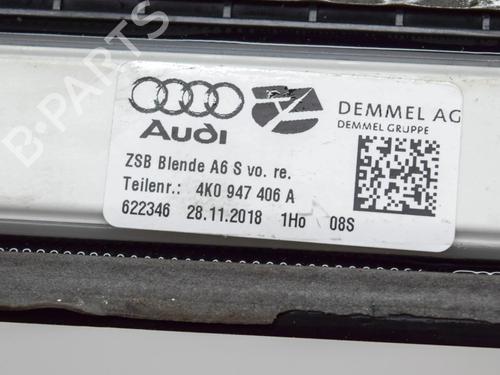 B-PARTS
Audi
DEMMEL AG
DEMMEL GRUPPE
ZSB Blende A6 S vo. re.
Teilenr.: 4K0 947 406 A
622346 28.11.2018 1Ho 08S